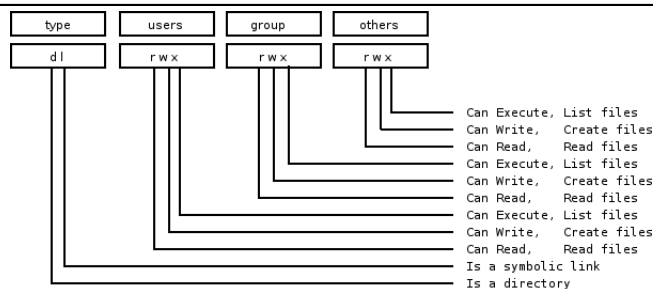 type users group others
d l r w x r w x r w x
Can Execute, List files
Can Write, Create files
Can Read, Read files
Can Execute, List files
Can Write, Create files
Can Read, Read files
Can Execute, List files
Can Write, Create files
Can Read, Read files
Is a symbolic link
Is a directory